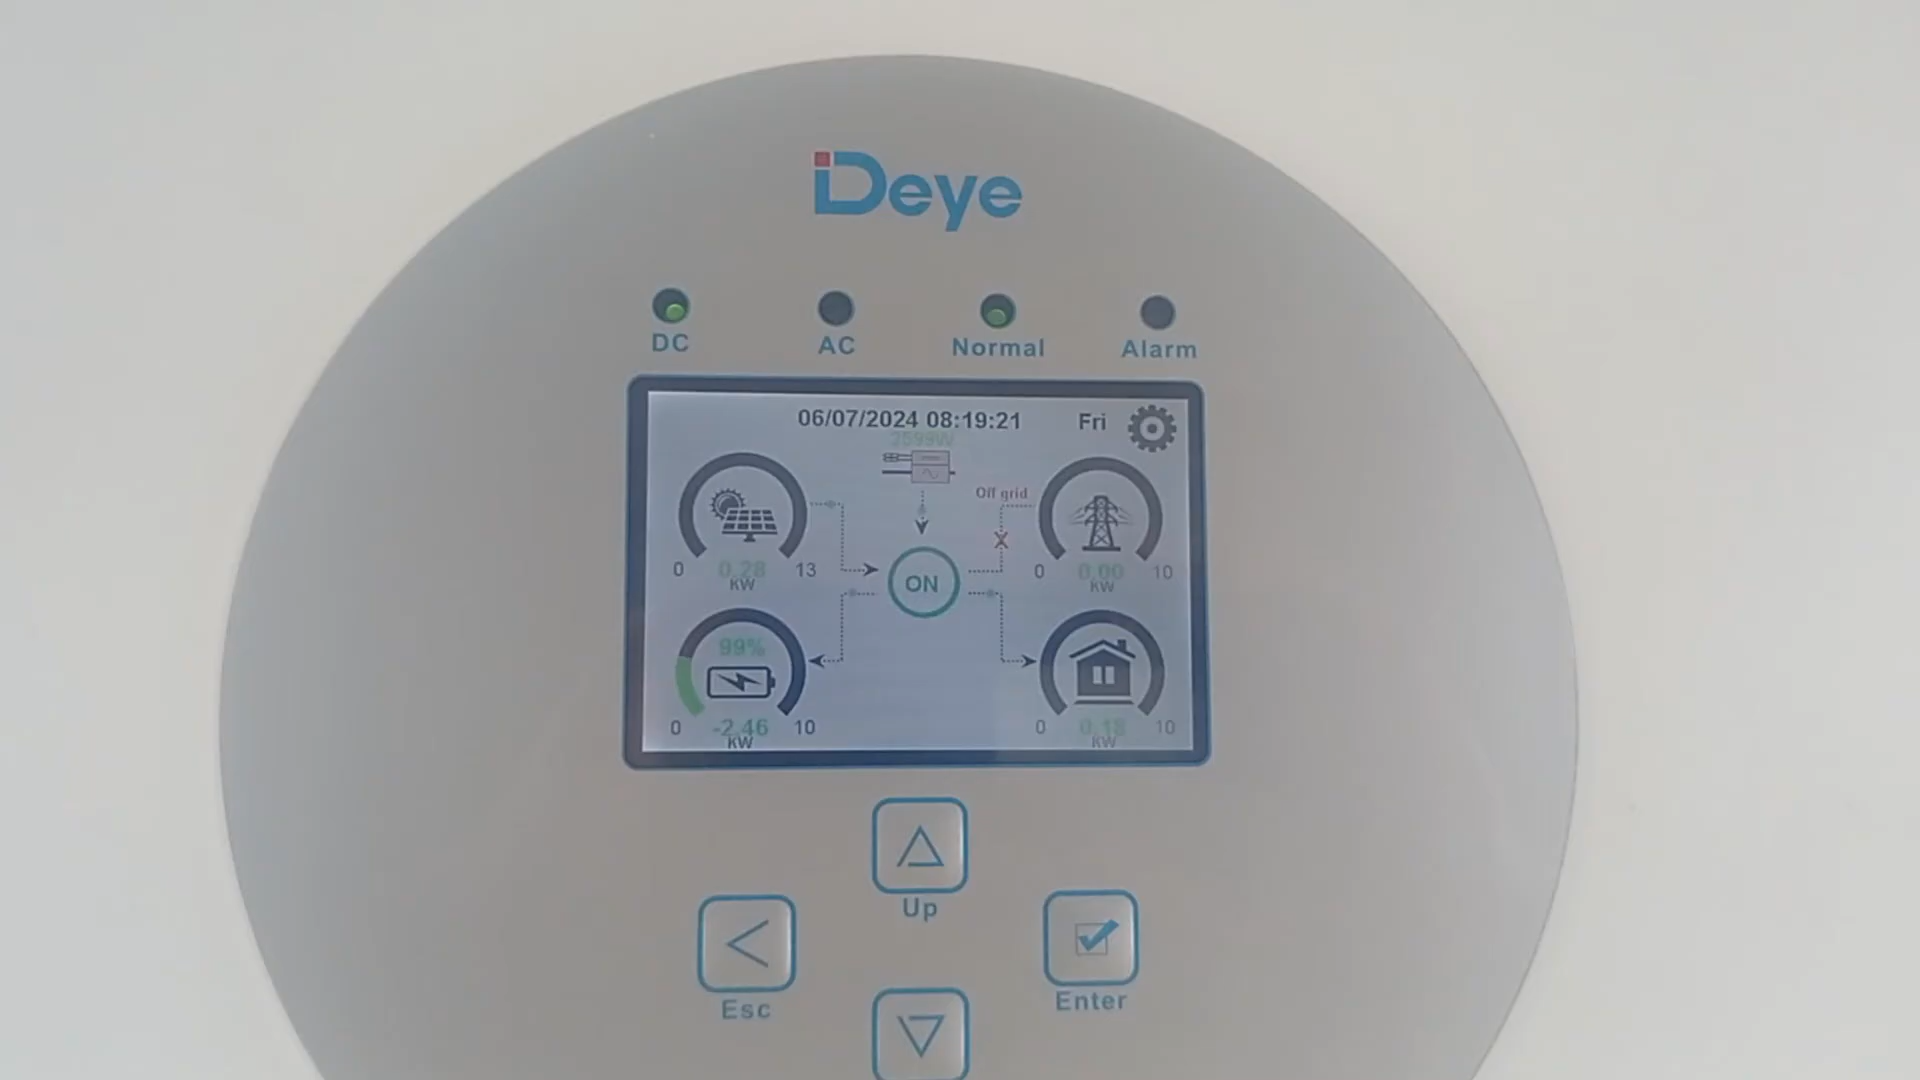 Deye
DC AC Normal Alarm
06/07/2024 08:19:21 Fri
2599W
Off grid
0 0.28 13
KW
ON
0 0.00 10
KW
99%
0 -2.46 10
KW
0 0.18 10
KW
Up
Esc
Enter